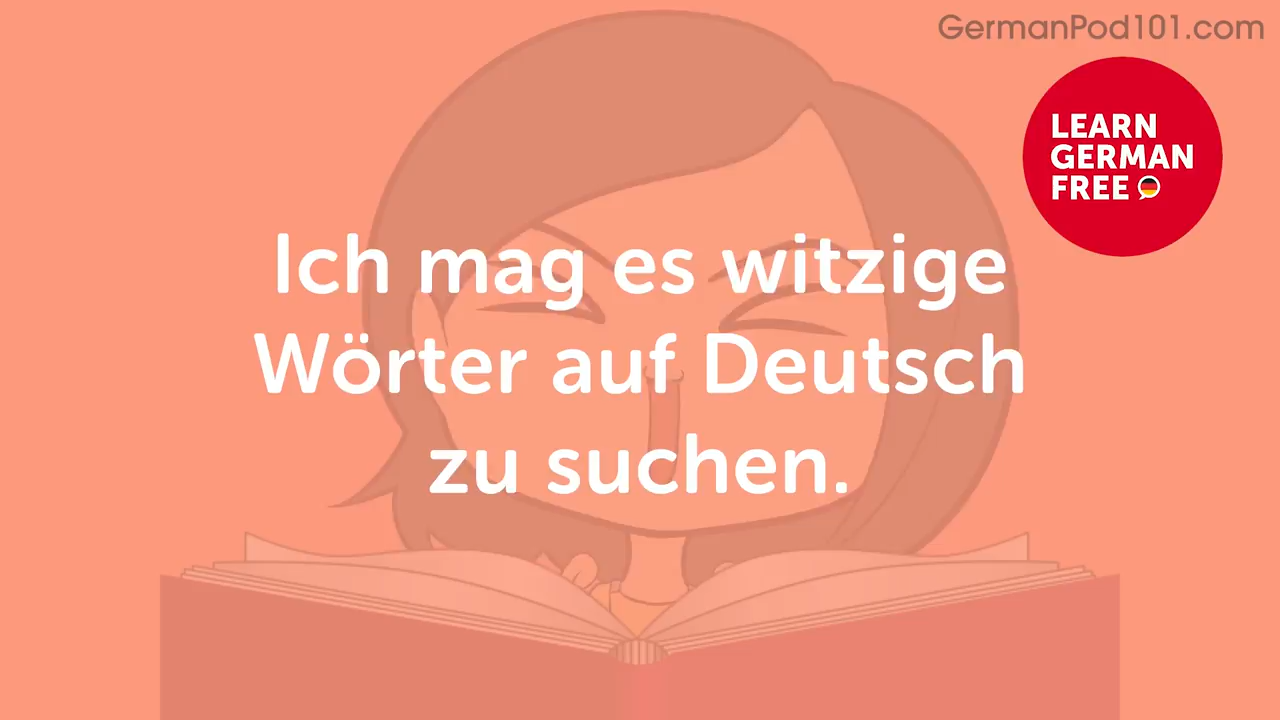 GermanPod101.com
LEARN
GERMAN
FREE
Ich mag es witzige
Wörter auf Deutsch
zu suchen.